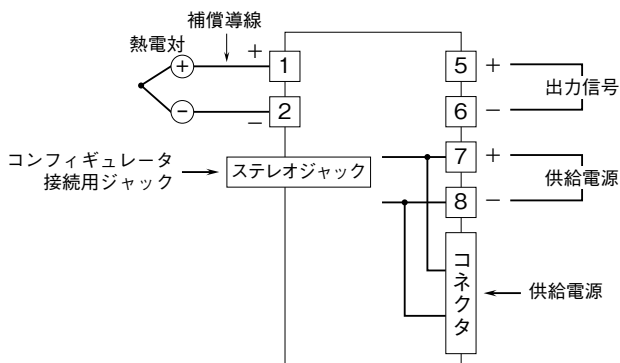 補償導線
熱電対
+
+
1
−
2
−
5
+
出力信号
6
−
コンフィギュレータ
接続用ジャック
ステレオジャック
7
+
供給電源
8
−
コネクタ
供給電源